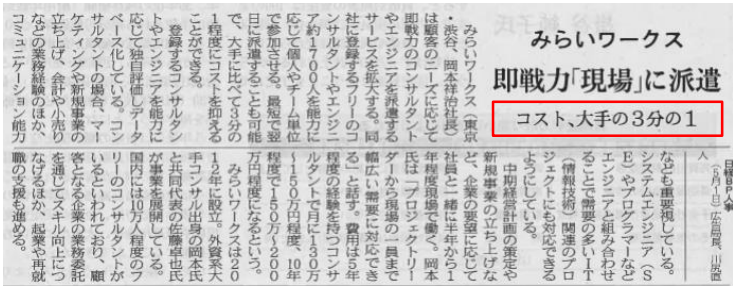 みらいワークス
即戦力「現場」に派遣
コスト、大手の3分の1
みらいワークス(東京
・渋谷、岡本祥治社長)
は顧客のニーズに応じて
即戦力のコンサルタント
やエンジニアを派遣する
サービスを拡大する。同
社に登録するフリーのコ
ンサルタントやエンジニ
ア約1700人を能力に
応じて個人やチーム単位
で参加させる。最短で翌
日に派遣することも可能
で、大手に比べて3分の
1程度にコストを抑える
ことができる。
登録するコンサルタン
トやエンジニアを能力に
応じて独自評価しデータ
ベース化している。コン
サルタントの場合、マー
ケティングや新規事業の
立ち上げ、会計や小売り
などの業務経験のほか、
コミュニケーション能力
なども重要視している。
システムエンジニア(S
E)やプログラマーなど
エンジニアと組み合わせ
ることで需要の多いIT
(情報技術)関連のプロ
ジェクトにも対応できる
ようにしている。
中期経営計画の策定や
新規事業の立ち上げな
ど、企業の要望に応じて
社員と一緒に半年から1
年程度現場で働く。岡本
氏は「プロジェクトリー
ダーから現場の一員まで
幅広い需要に対応でき
る」と話す。費用は5年
程度の経験を持つコンサ
ルタントで月に130万
〜150万円程度、10年
程度で150万〜200
万円程度になるという。
みらいワークスは20
12年に設立。外資系大
手コンサル出身の岡本氏
と共同代表の佐藤卓也氏
が事業を展開している。
国内には10万人程度のフ
リーのコンサルタントが
いるといわれており、顧
客となる企業の業務委託
を通じてスキル向上につ
なげるほか、起業や再就
職の支援も進める。
日経BP人事
(5月1日)広告局長、川尻直
人